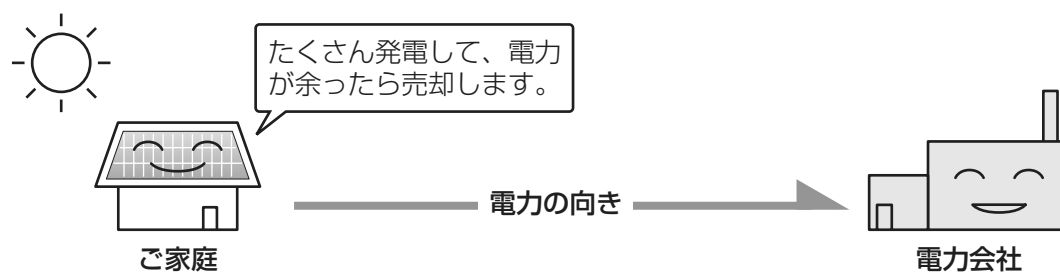 たくさん発電して、電力
が余ったら売却します。
電力の向き
ご家庭
電力会社